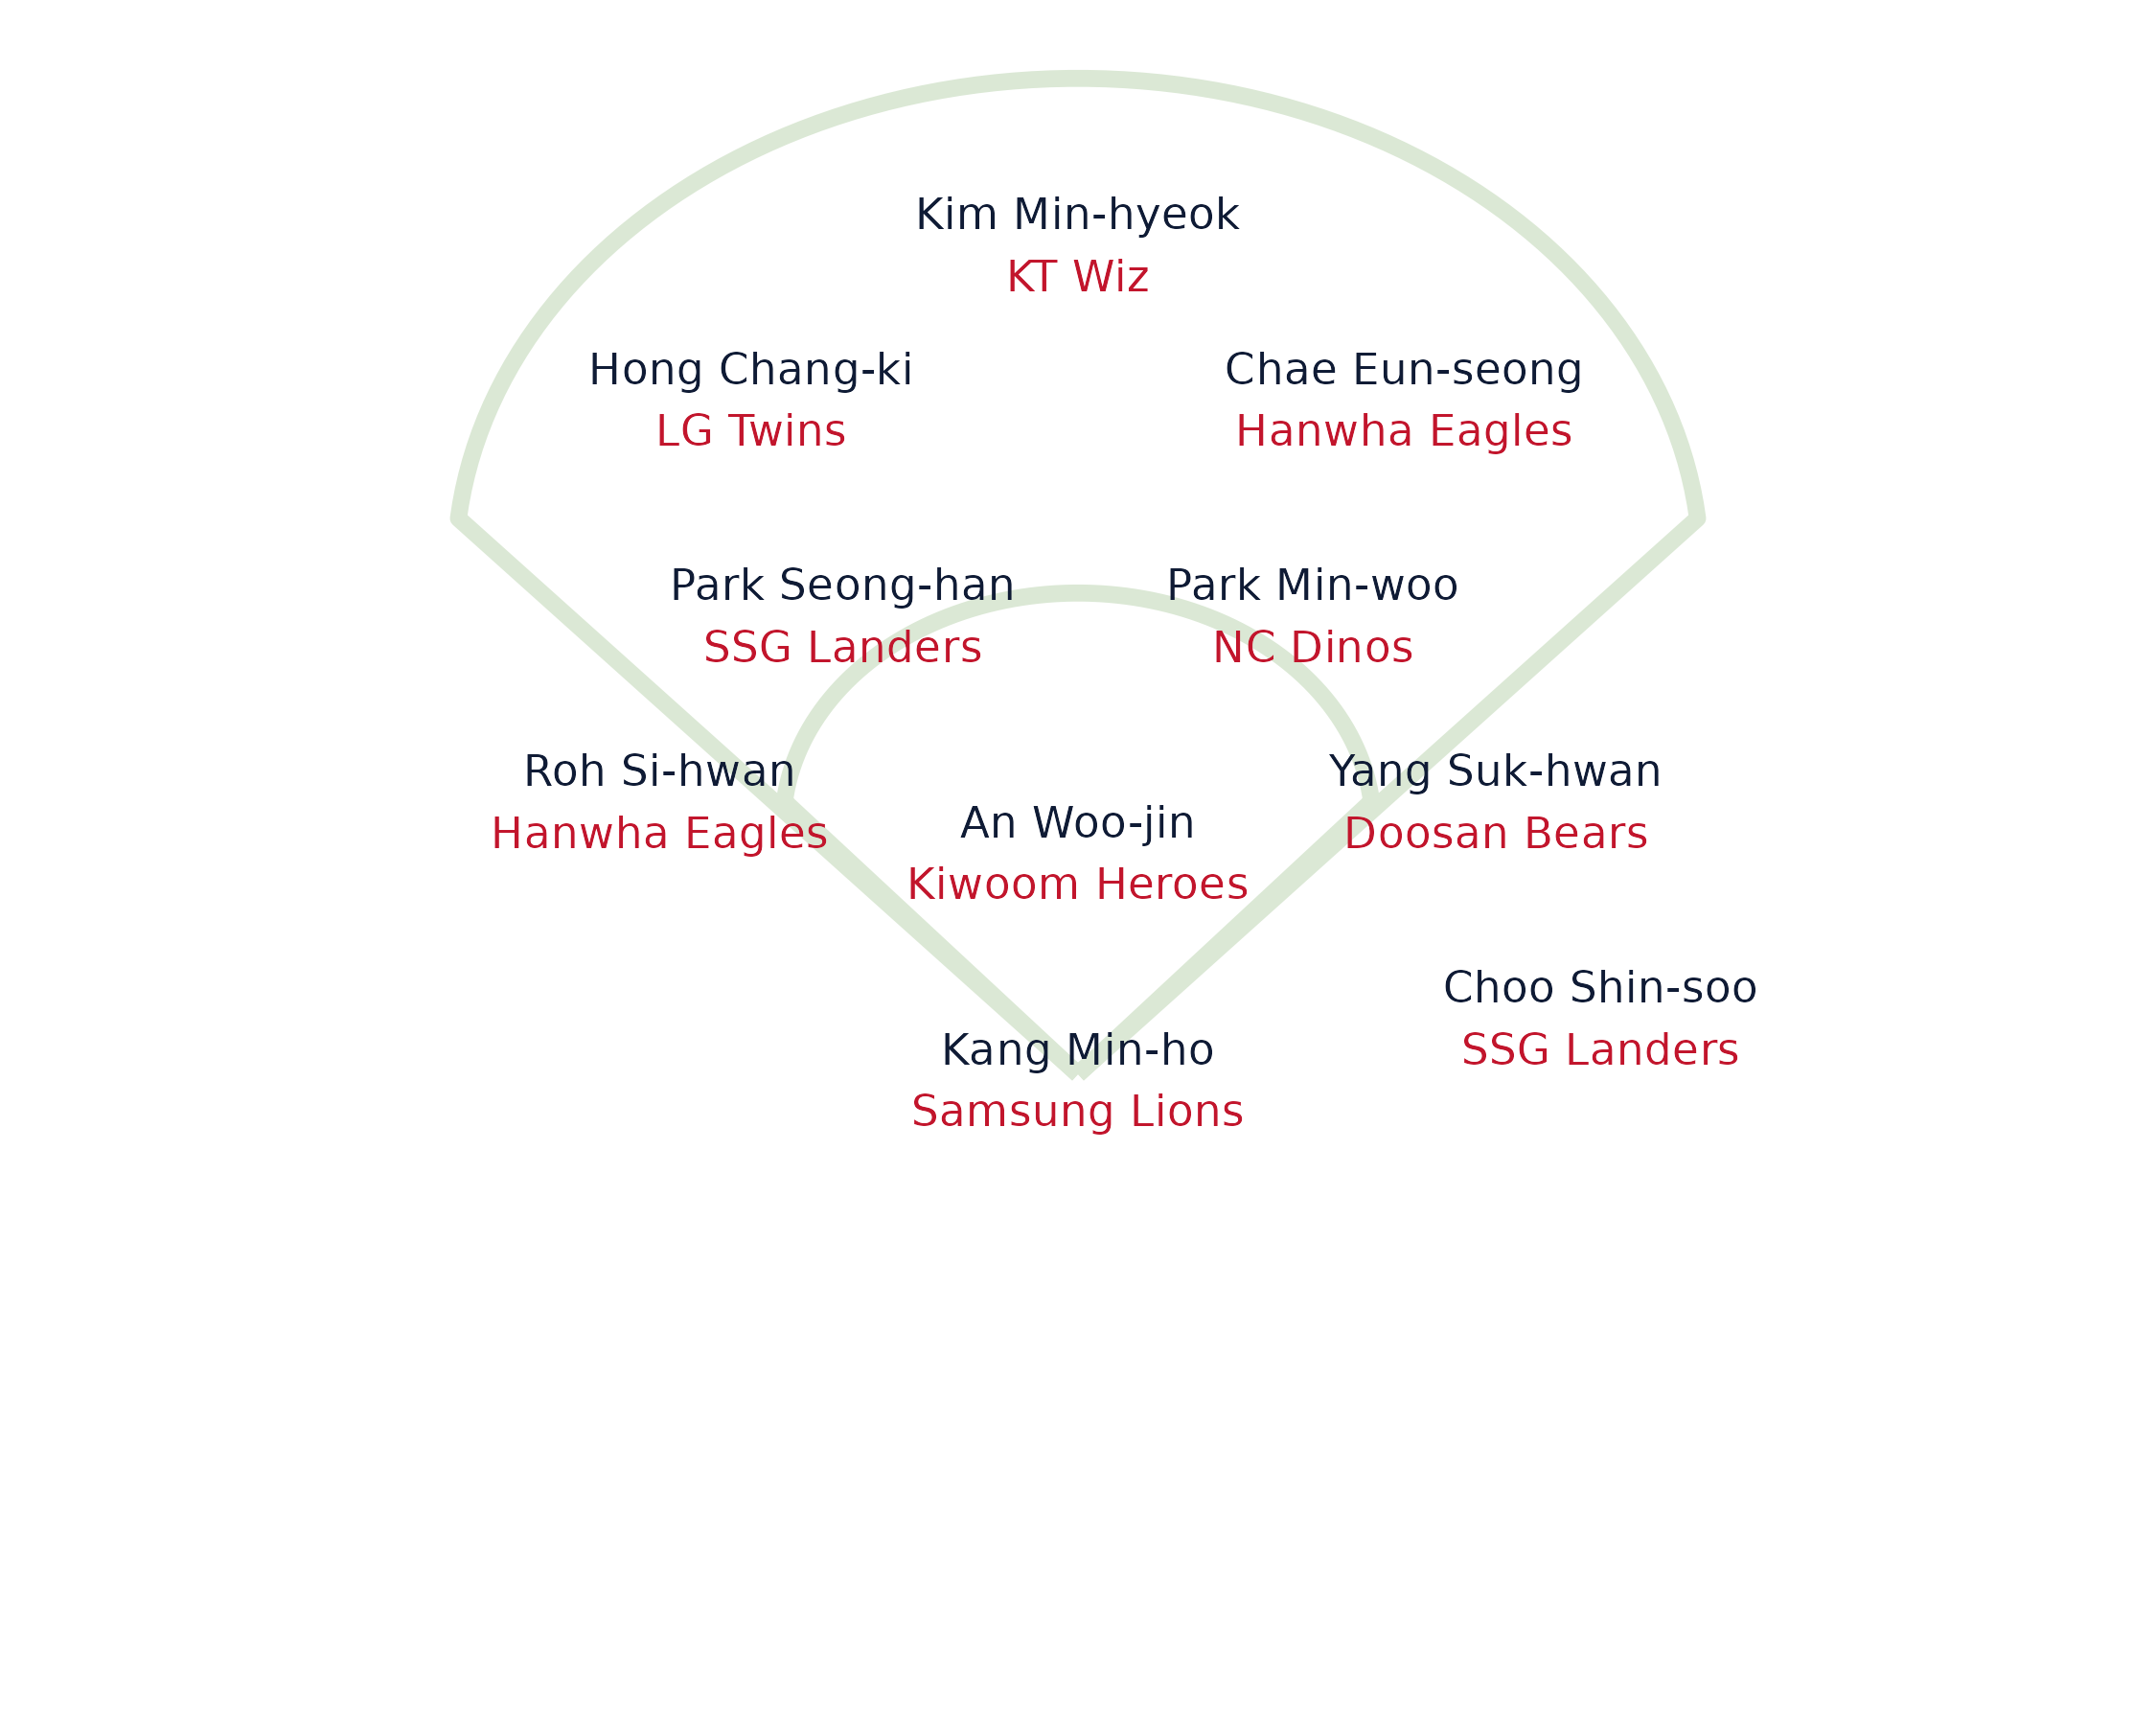 Kim Min-hyeok
KT Wiz
Hong Chang-ki
LG Twins
Chae Eun-seong
Hanwha Eagles
Park Seong-han
SSG Landers
Park Min-woo
NC Dinos
Roh Si-hwan
Hanwha Eagles
An Woo-jin
Kiwoom Heroes
Yang Suk-hwan
Doosan Bears
Kang Min-ho
Samsung Lions
Choo Shin-soo
SSG Landers